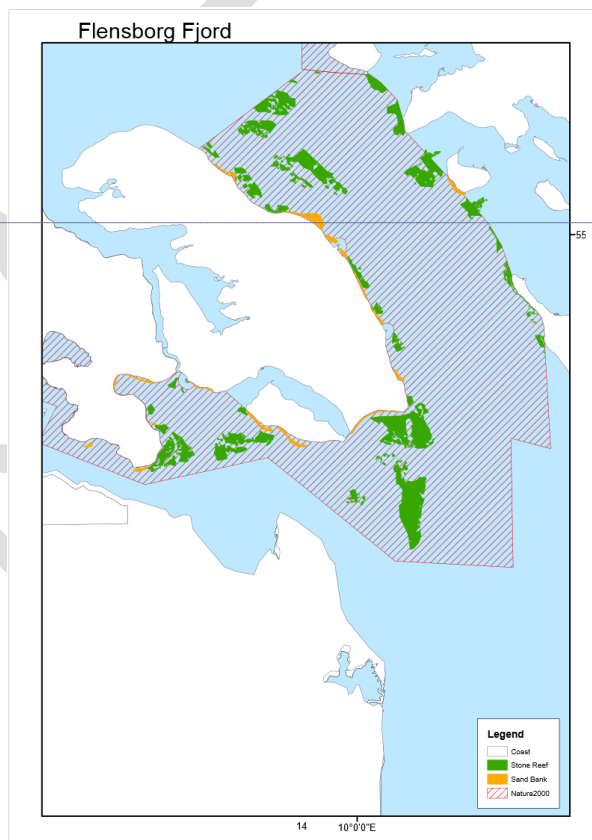 Flensborg Fjord
55
Legend
Coast
Stone Reef
Sand Bank
Natura2000
14
10°0'0"E